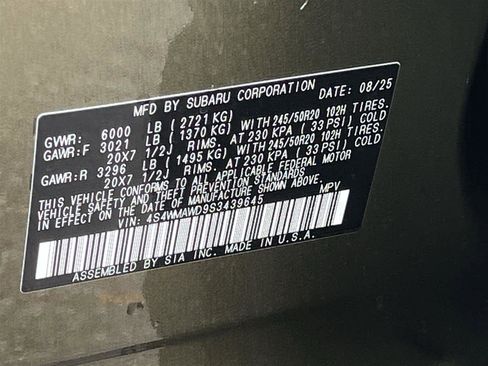 MFD BY SUBARU CORPORATION DATE: 08/25
GVWR: 6000 LB ( 2721 KG)
GAWR:F 3021 LB ( 1370 KG) WITH 245/50R20 102H TIRES.
20X7 1/2J RIMS. AT 230 KPA ( 33 PSI) COLD
GAWR:R 3296 LB ( 1495 KG) WITH 245/50R20 102H TIRES.
20X7 1/2J RIMS. AT 230 KPA ( 33 PSI) COLD
THIS VEHICLE CONFORMS TO ALL APPLICABLE FEDERAL MOTOR
VEHICLE SAFETY AND THEFT PREVENTION STANDARDS
IN EFFECT ON THE DATE OF MANUFACTURE SHOWN ABOVE.
VIN: 4S4WMAWD9S3439645 MPV
ASSEMBLED BY SIA INC. MADE IN U.S.A.